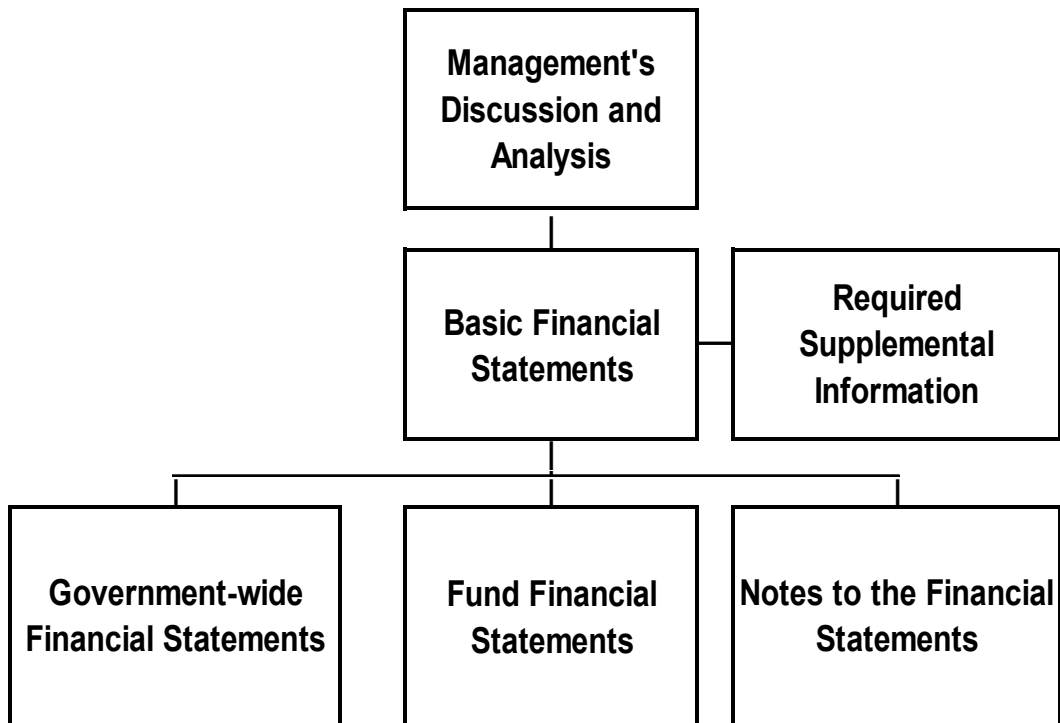 Management's
Discussion and
Analysis
Basic Financial
Statements
Required
Supplemental
Information
Government-wide
Financial Statements
Fund Financial
Statements
Notes to the Financial
Statements